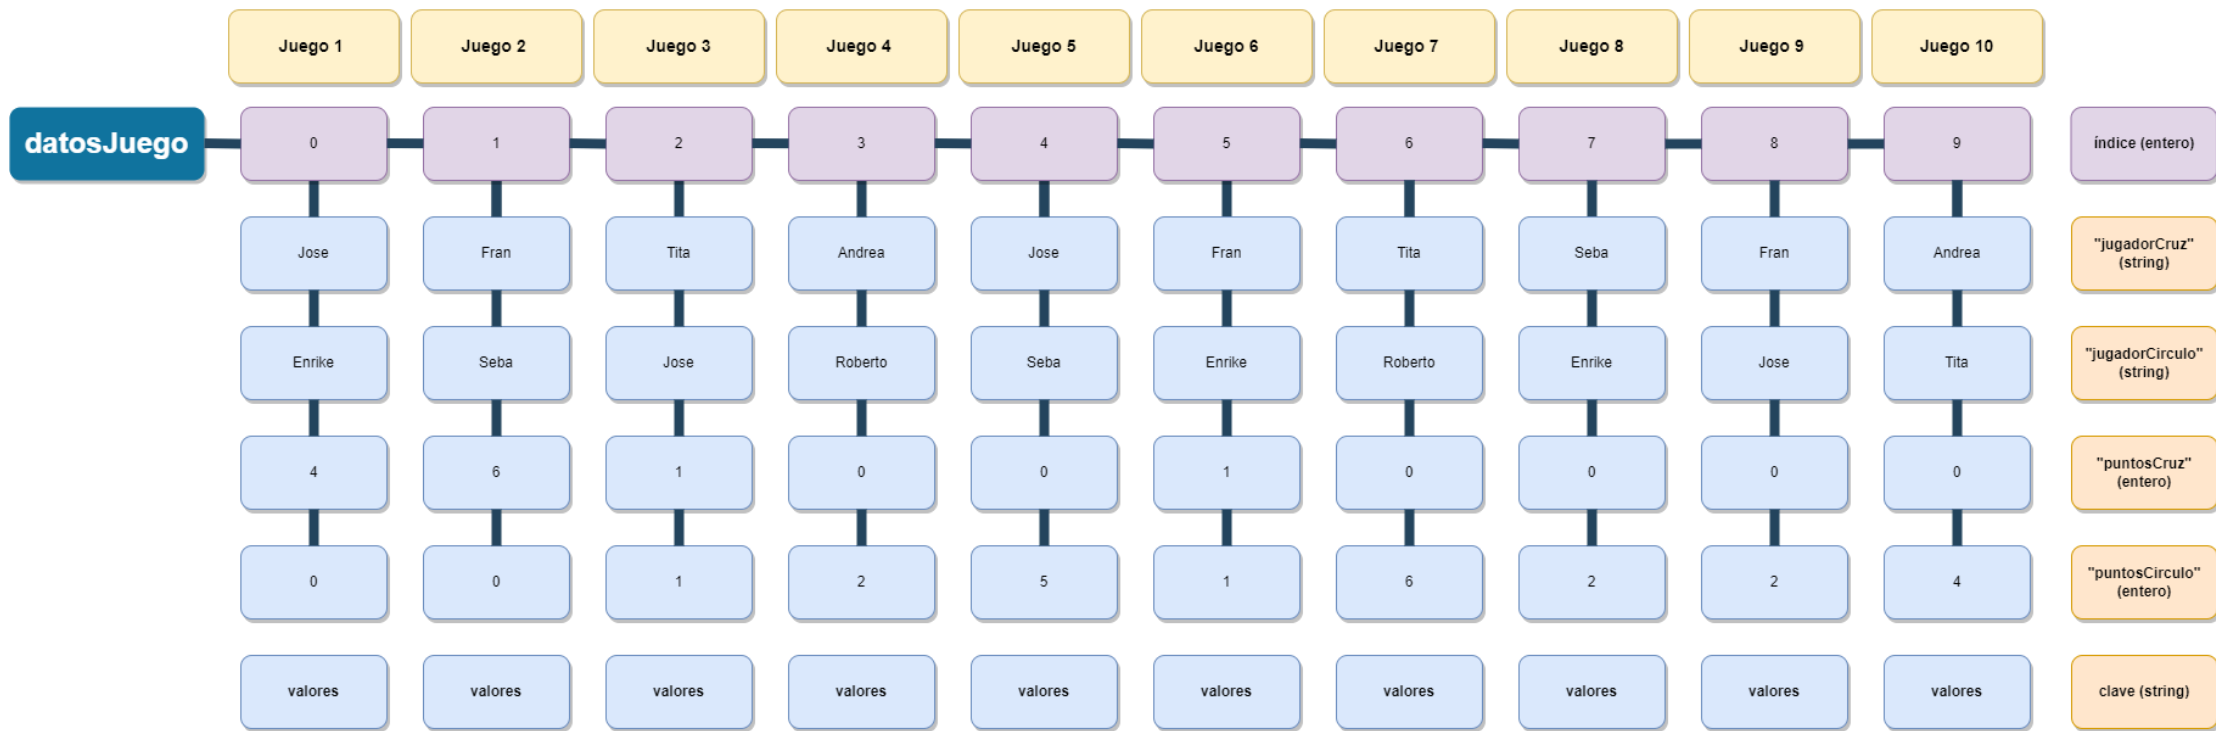 Juego 1 Juego 2 Juego 3 Juego 4 Juego 5 Juego 6 Juego 7 Juego 8 Juego 9 Juego 10
datosJuego 0 1 2 3 4 5 6 7 8 9 índice (entero)
Jose Fran Tita Andrea Jose Fran Tita Seba Fran Andrea "jugadorCruz"
(string)
Enrike Seba Jose Roberto Seba Enrike Roberto Enrike Jose Tita "jugadorCirculo"
(string)
4 6 1 0 0 1 0 0 0 0 "puntosCruz"
(entero)
0 0 1 2 5 1 6 2 2 4 "puntosCirculo"
(entero)
valores valores valores valores valores valores valores valores valores valores clave (string)